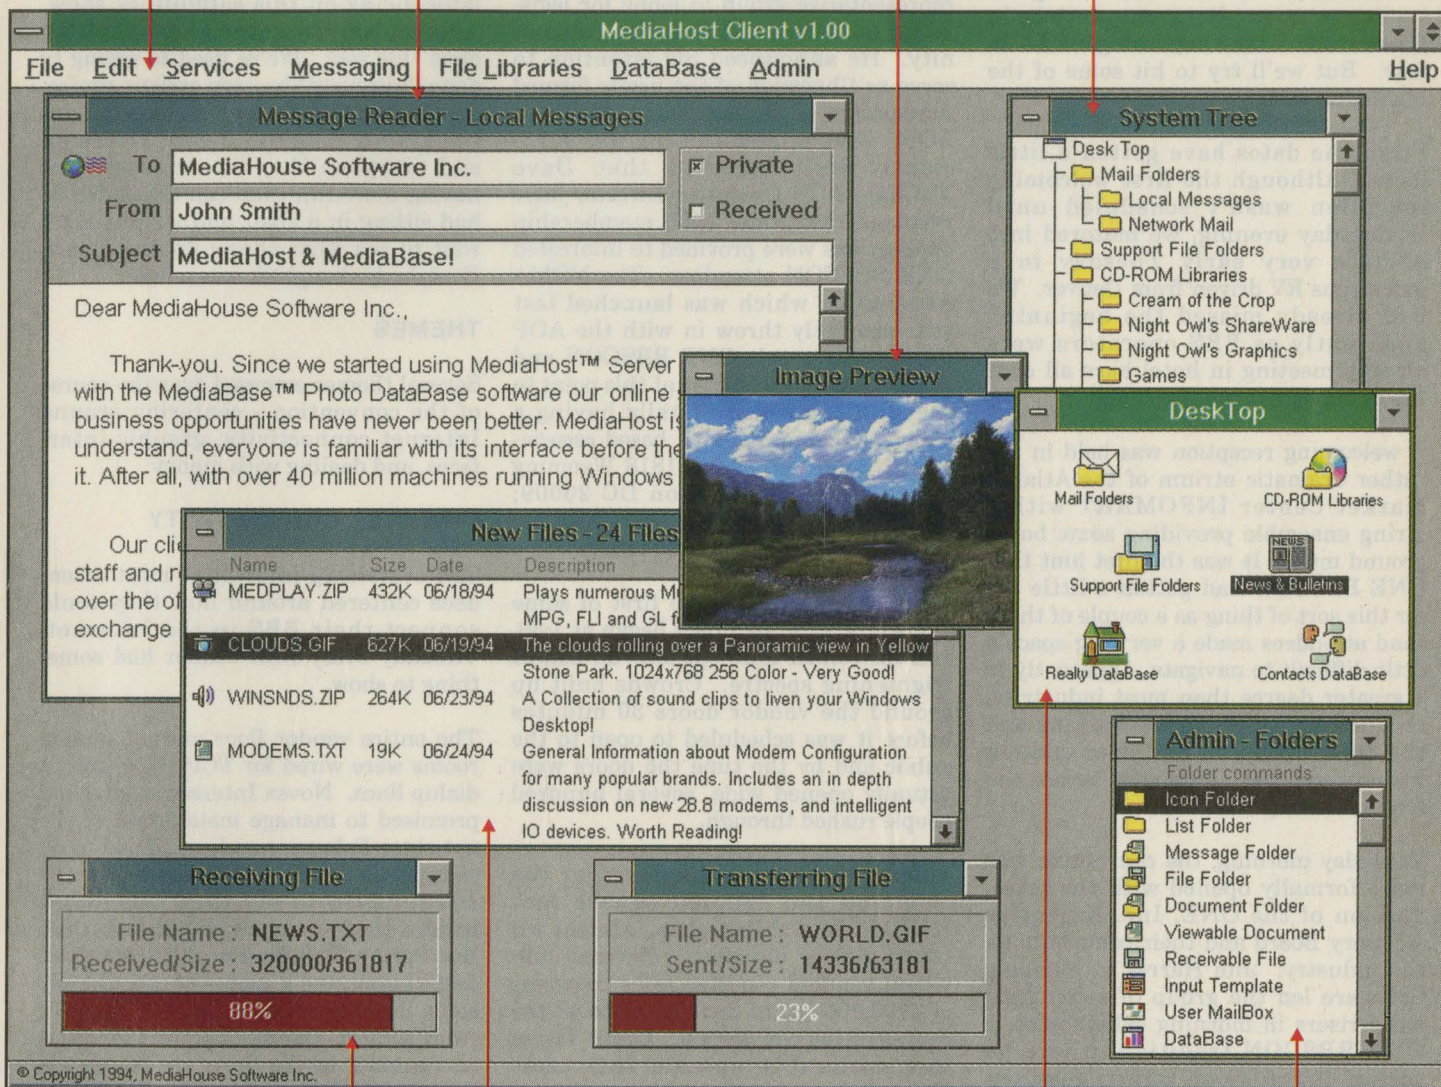 MediaHost Client v1.00
File Edit Services Messaging File Libraries DataBase Admin Help
Message Reader - Local Messages
To MediaHouse Software Inc.
Private
From John Smith
Received
Subject MediaHost & MediaBase!
Dear MediaHouse Software Inc.,
Thank-you. Since we started using MediaHost™ Server
with the MediaBase™ Photo DataBase software our online s
business opportunities have never been better. MediaHost is
understand, everyone is familiar with its interface before the
it. After all, with over 40 million machines running Windows
Our clie
staff and r
over the of
exchange
System Tree
Desk Top
Mail Folders
Local Messages
Network Mail
Support File Folders
CD-ROM Libraries
Cream of the Crop
Night Owl's ShareWare
Night Owl's Graphics
Games
Image Preview
DeskTop
Mail Folders
CD-ROM Libraries
Support File Folders
NEWS
News & Bulletins
Realty DataBase
Contacts DataBase
New Files - 24 Files
Name Size Date Description
MEDPLAY.ZIP 432K 06/18/94 Plays numerous M
MPG, FLI and GL f
CLOUDS.GIF 627K 06/19/94 The clouds rolling over a Panoramic view in Yellow
Stone Park. 1024x768 256 Color - Very Good!
WINSNDS.ZIP 264K 06/23/94 A Collection of sound clips to liven your Windows
Desktop!
MODEMS.TXT 19K 06/24/94 General Information about Modem Configuration
for many popular brands. Includes an in depth
discussion on new 28.8 modems, and intelligent
IO devices. Worth Reading!
Admin - Folders
Folder commands
Icon Folder
List Folder
Message Folder
File Folder
Document Folder
Viewable Document
Receivable File
Input Template
User MailBox
DataBase
Receiving File
File Name : NEWS.TXT
Received/Size : 320000/361817
88%
Transferring File
File Name : WORLD.GIF
Sent/Size : 14336/63181
23%
© Copyright 1994, MediaHouse Software Inc.